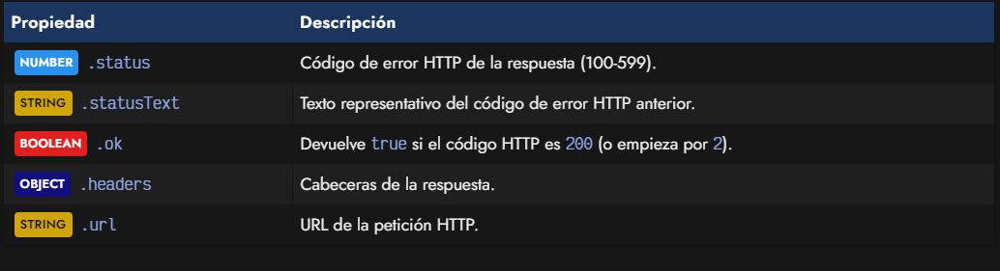 Propiedad Descripción
NUMBER .status Código de error HTTP de la respuesta (100-599).
STRING .statusText Texto representativo del código de error HTTP anterior.
BOOLEAN .ok Devuelve true si el código HTTP es 200 (o empieza por 2).
OBJECT .headers Cabeceras de la respuesta.
STRING .url URL de la petición HTTP.